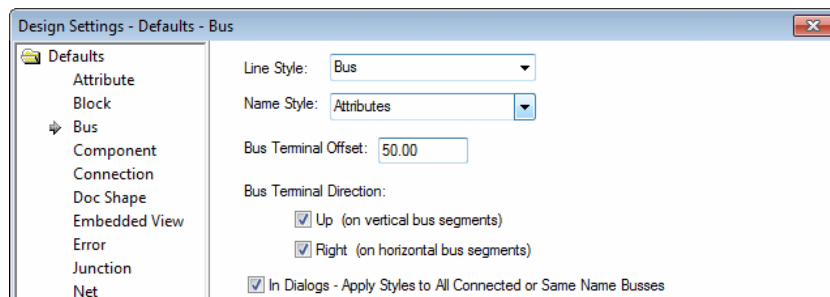 Design Settings - Defaults - Bus
Defaults
Attribute
Block
Bus
Component
Connection
Doc Shape
Embedded View
Error
Junction
Net
Line Style: Bus
Name Style: Attributes
Bus Terminal Offset: 50.00
Bus Terminal Direction:
Up (on vertical bus segments)
Right (on horizontal bus segments)
In Dialogs - Apply Styles to All Connected or Same Name Busses